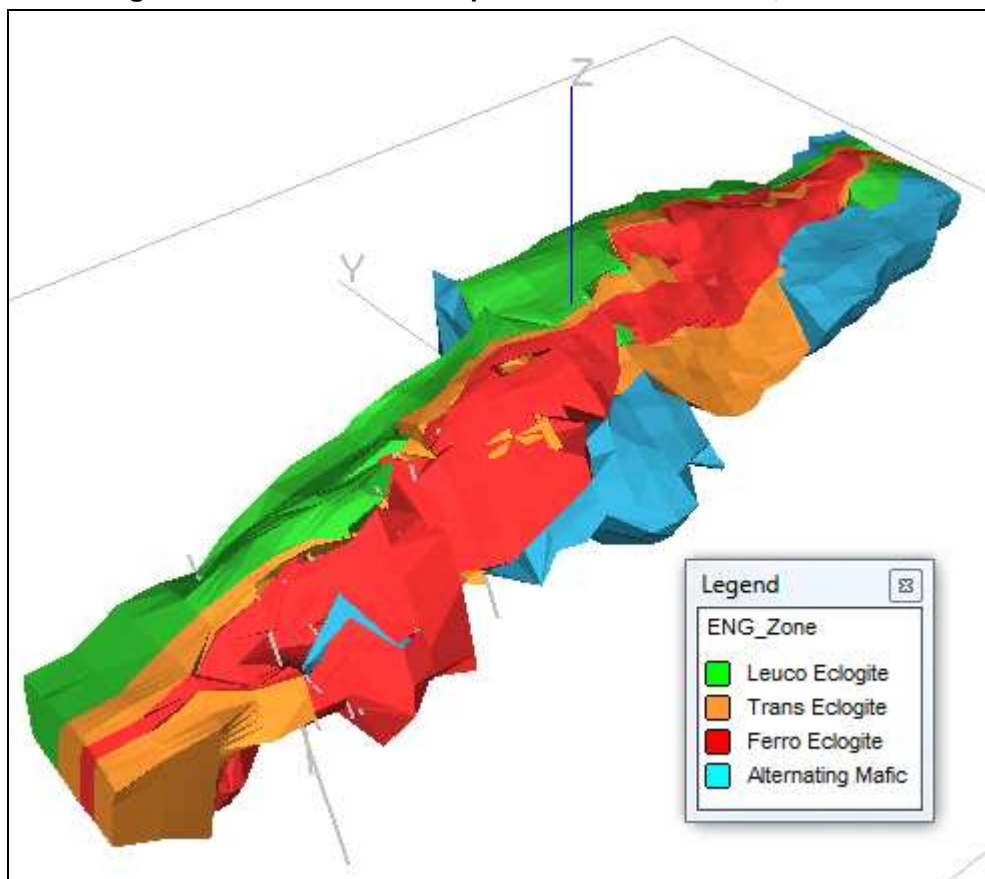 Z
Y
Legend
ENG_Zone
Leuco Eclogite
Trans Eclogite
Ferro Eclogite
Alternating Mafic